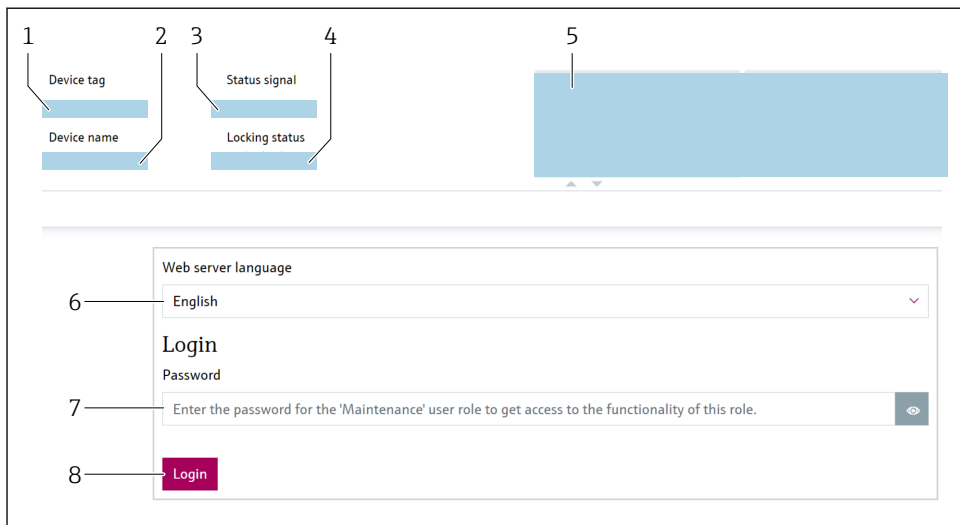 1 2 3 4 5
Device tag Status signal
Device name Locking status
Web server language
6 English
Login
Password
7 Enter the password for the 'Maintenance' user role to get access to the functionality of this role.
8 Login